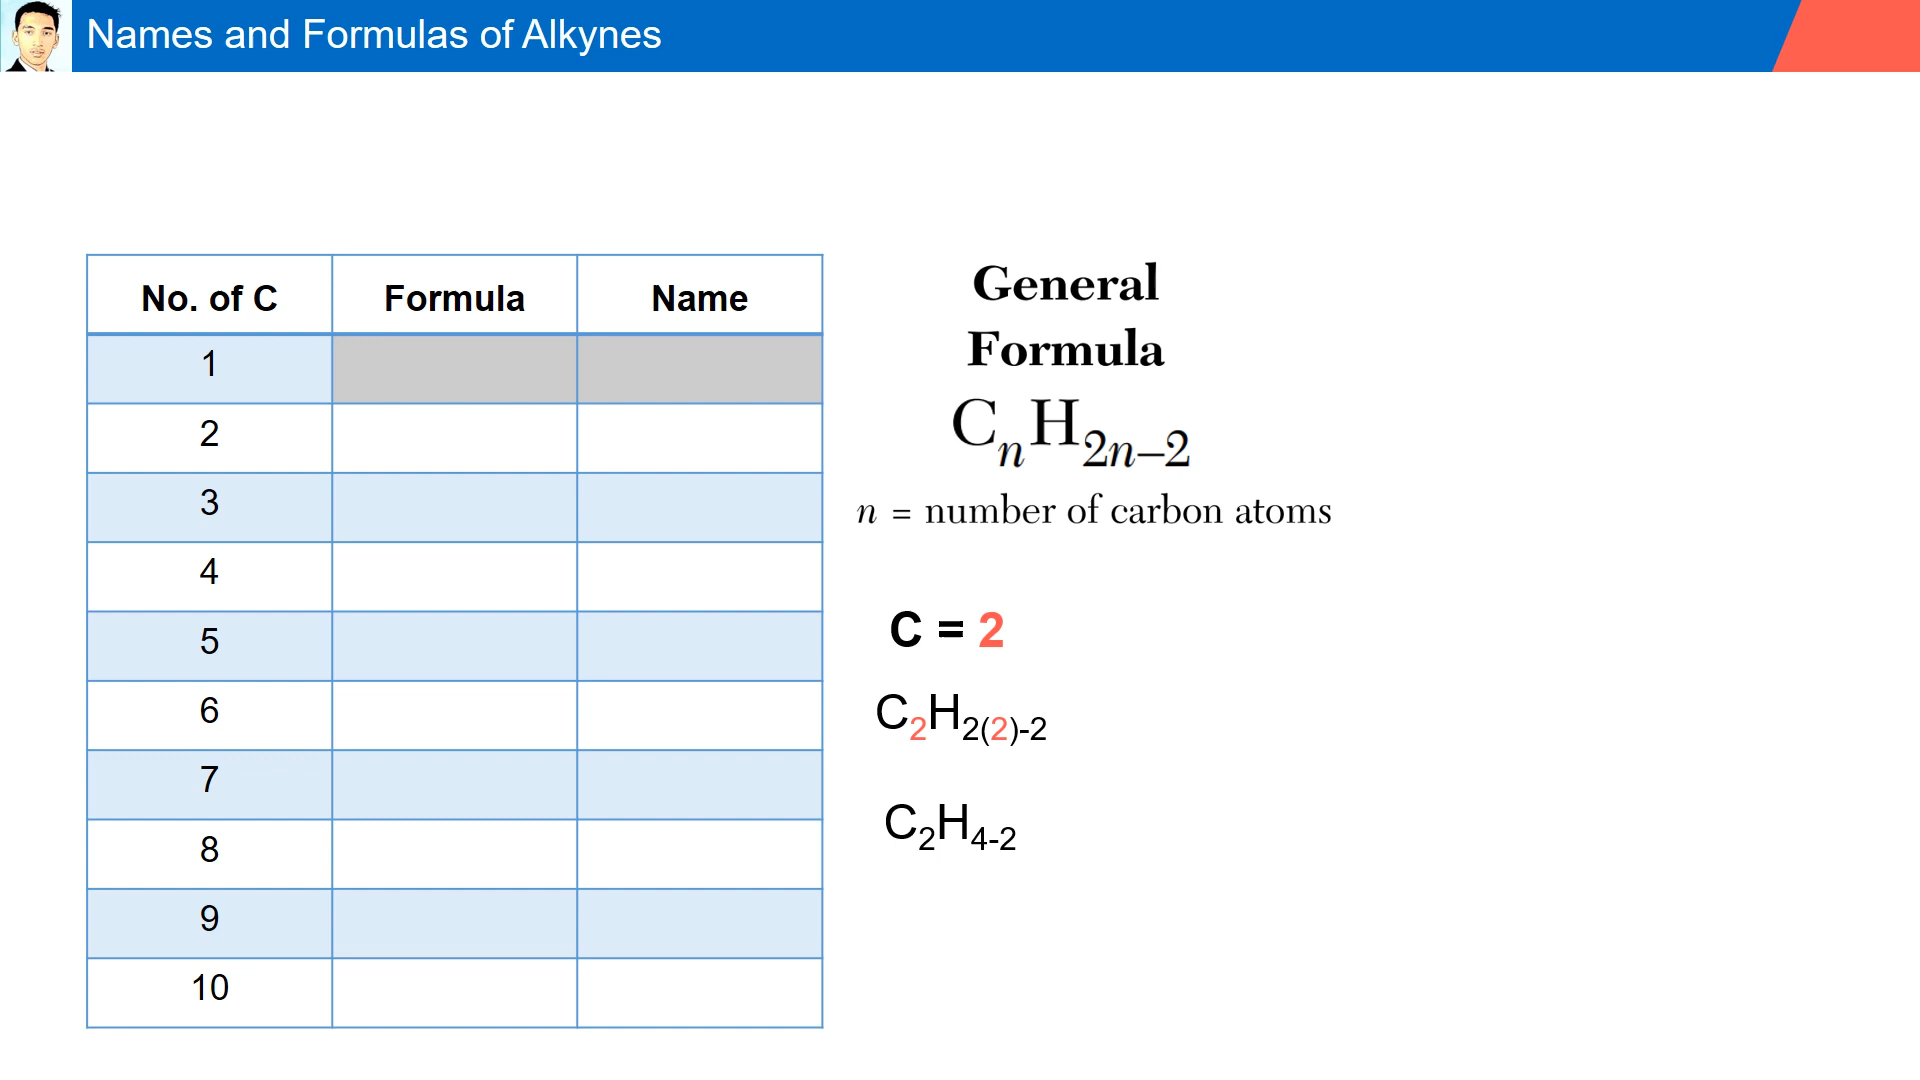 Names and Formulas of Alkynes
No. of C Formula Name
1
2
3
4
5
6
7
8
9
10
General
Formula
CₙH₂ₙ₋₂
n = number of carbon atoms
C = 2
C₂H₂₍₂₎₋₂
C₂H₄₋₂